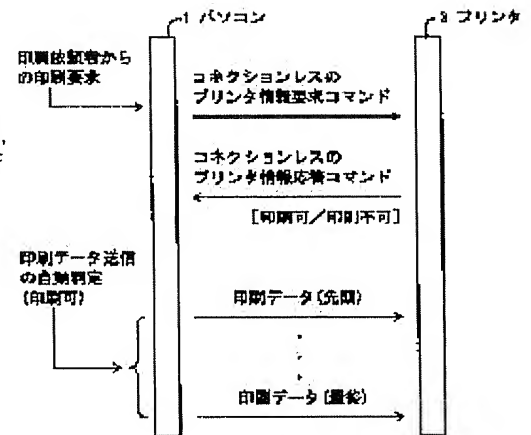 1 パソコン
3 プリンタ
印刷依頼者から
の印刷要求
コネクションレスの
プリンタ情報要求コマンド
コネクションレスの
プリンタ情報応答コマンド
[印刷可/印刷不可]
印刷データ送信
の自動判定
(印刷可)
印刷データ(先頭)
印刷データ(最後)